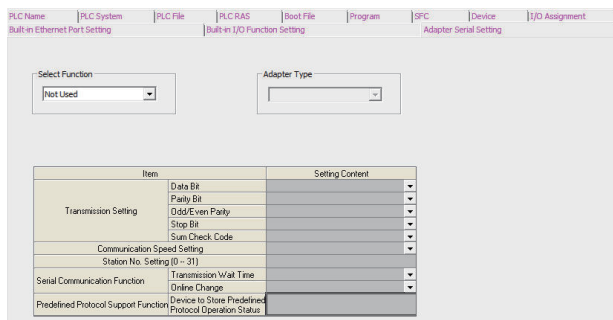 PLC Name PLC System PLC File PLC RAS Boot File Program SFC Device I/O Assignment
Built-in Ethernet Port Setting Built-in I/O Function Setting Adapter Serial Setting
Select Function Adapter Type
Not Used
Item Setting Content
Transmission Setting
Data Bit
Parity Bit
Odd/Even Parity
Stop Bit
Sum Check Code
Communication Speed Setting
Station No. Setting (0 -- 31)
Serial Communication Function
Transmission Wait Time
Online Change
Predefined Protocol Support Function
Device to Store Predefined
Protocol Operation Status